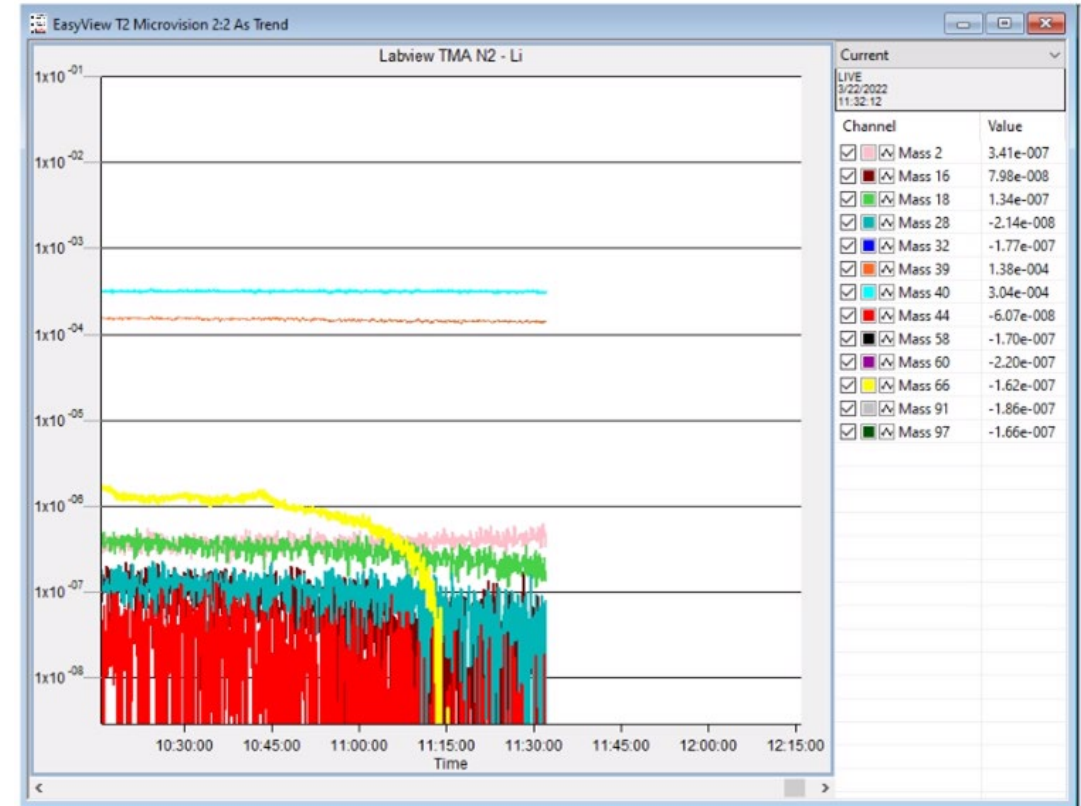 EasyView T2 Microvision 2:2 As Trend
Labview TMA N2 - Li
1x10 -01
1x10 -02
1x10 -03
1x10 -04
1x10 -05
1x10 -06
1x10 -07
1x10 -08
10:30:00 10:45:00 11:00:00 11:15:00 11:30:00 11:45:00 12:00:00 12:15:00
Time
Current
LIVE
3/22/2022
11:32:12
Channel Value
Mass 2 3.41e-007
Mass 16 7.98e-008
Mass 18 1.34e-007
Mass 28 -2.14e-008
Mass 32 -1.77e-007
Mass 39 1.38e-004
Mass 40 3.04e-004
Mass 44 -6.07e-008
Mass 58 -1.70e-007
Mass 60 -2.20e-007
Mass 66 -1.62e-007
Mass 91 -1.86e-007
Mass 97 -1.66e-007